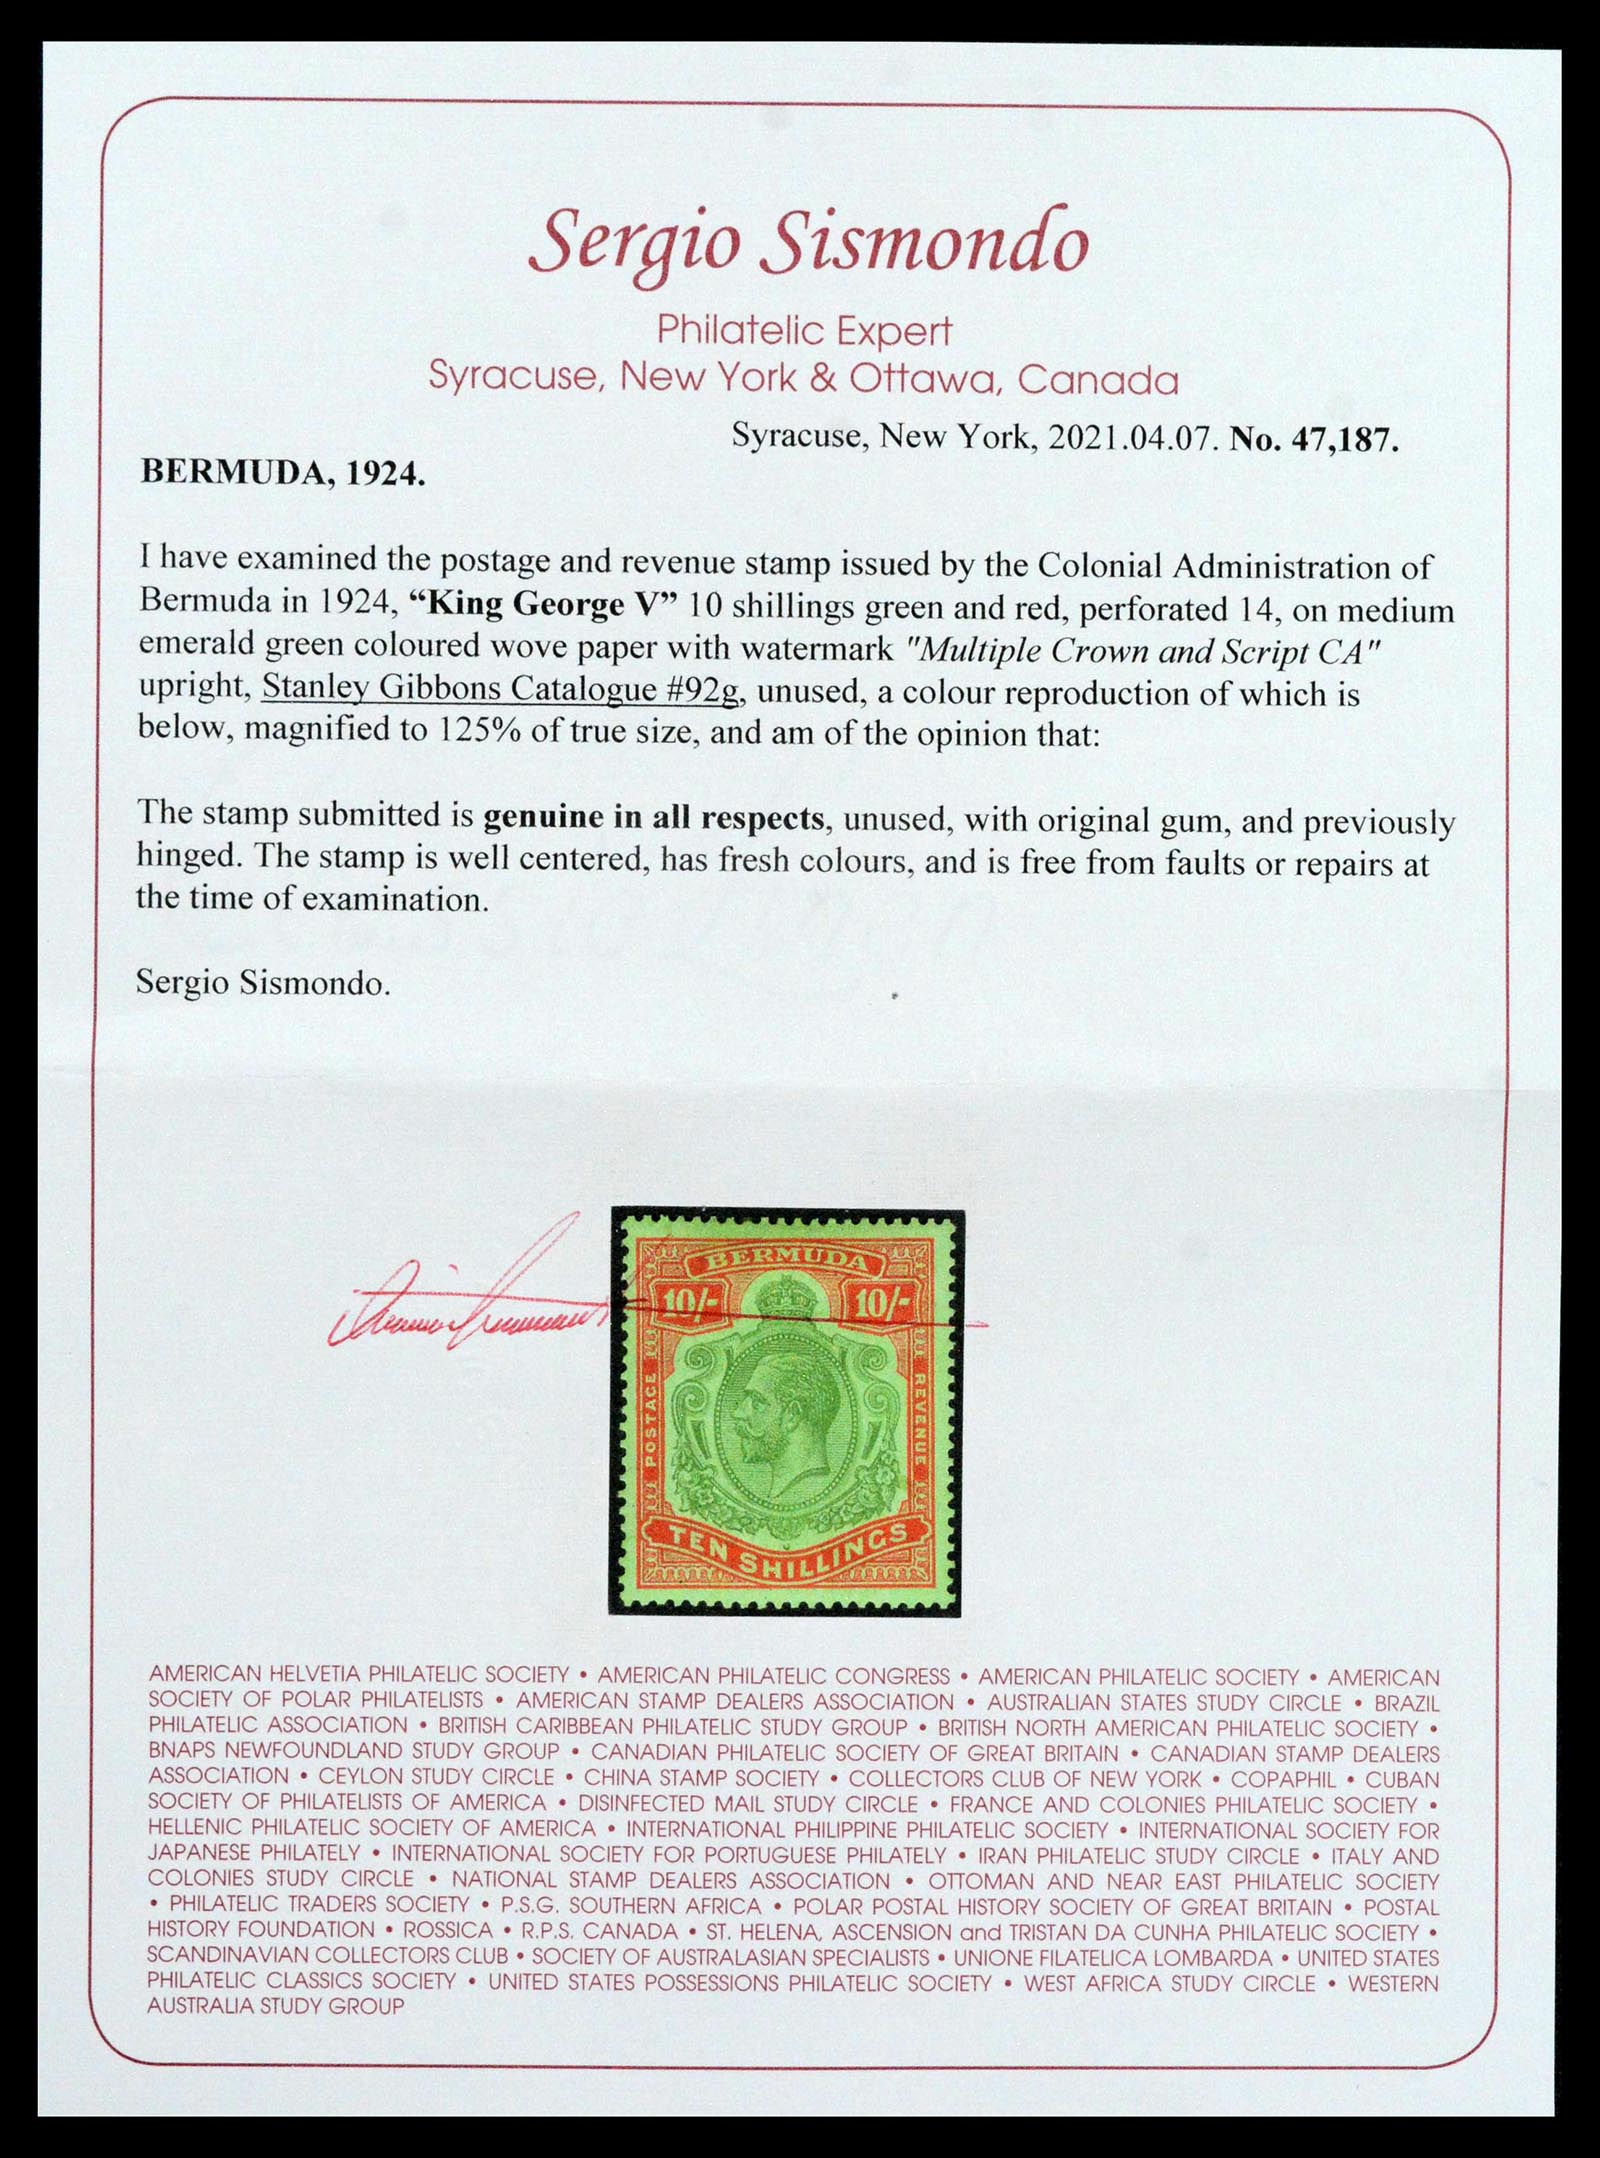 Sergio Sismondo
Philatelic Expert
Syracuse, New York & Ottawa, Canada
Syracuse, New York, 2021.04.07. No. 47,187.
BERMUDA, 1924.
I have examined the postage and revenue stamp issued by the Colonial Administration of
Bermuda in 1924, “King George V” 10 shillings green and red, perforated 14, on medium
emerald green coloured wove paper with watermark "Multiple Crown and Script CA"
upright, Stanley Gibbons Catalogue #92g, unused, a colour reproduction of which is
below, magnified to 125% of true size, and am of the opinion that:
The stamp submitted is genuine in all respects, unused, with original gum, and previously
hinged. The stamp is well centered, has fresh colours, and is free from faults or repairs at
the time of examination.
Sergio Sismondo.
BERMUDA
10/- 10/-
POSTAGE
REVENUE
TEN SHILLINGS
AMERICAN HELVETIA PHILATELIC SOCIETY • AMERICAN PHILATELIC CONGRESS • AMERICAN PHILATELIC SOCIETY • AMERICAN
SOCIETY OF POLAR PHILATELISTS • AMERICAN STAMP DEALERS ASSOCIATION • AUSTRALIAN STATES STUDY CIRCLE • BRAZIL
PHILATELIC ASSOCIATION • BRITISH CARIBBEAN PHILATELIC STUDY GROUP • BRITISH NORTH AMERICAN PHILATELIC SOCIETY •
BNAPS NEWFOUNDLAND STUDY GROUP • CANADIAN PHILATELIC SOCIETY OF GREAT BRITAIN • CANADIAN STAMP DEALERS
ASSOCIATION • CEYLON STUDY CIRCLE • CHINA STAMP SOCIETY • COLLECTORS CLUB OF NEW YORK • COPAPHIL • CUBAN
SOCIETY OF PHILATELISTS OF AMERICA • DISINFECTED MAIL STUDY CIRCLE • FRANCE AND COLONIES PHILATELIC SOCIETY •
HELLENIC PHILATELIC SOCIETY OF AMERICA • INTERNATIONAL PHILIPPINE PHILATELIC SOCIETY • INTERNATIONAL SOCIETY FOR
JAPANESE PHILATELY • INTERNATIONAL SOCIETY FOR PORTUGUESE PHILATELY • IRAN PHILATELIC STUDY CIRCLE • ITALY AND
COLONIES STUDY CIRCLE • NATIONAL STAMP DEALERS ASSOCIATION • OTTOMAN AND NEAR EAST PHILATELIC SOCIETY
• PHILATELIC TRADERS SOCIETY • P.S.G. SOUTHERN AFRICA • POLAR POSTAL HISTORY SOCIETY OF GREAT BRITAIN • POSTAL
HISTORY FOUNDATION • ROSSICA • R.P.S. CANADA • ST. HELENA, ASCENSION and TRISTAN DA CUNHA PHILATELIC SOCIETY •
SCANDINAVIAN COLLECTORS CLUB • SOCIETY OF AUSTRALASIAN SPECIALISTS • UNIONE FILATELICA LOMBARDA • UNITED STATES
PHILATELIC CLASSICS SOCIETY • UNITED STATES POSSESSIONS PHILATELIC SOCIETY • WEST AFRICA STUDY CIRCLE • WESTERN
AUSTRALIA STUDY GROUP